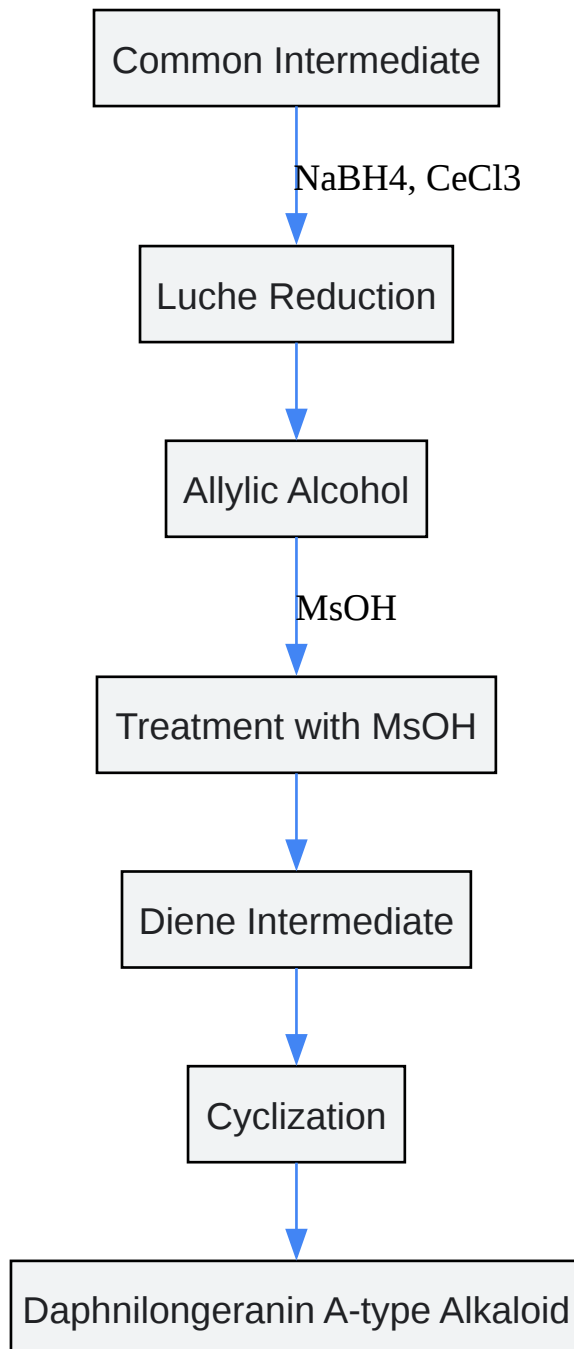 Common Intermediate
NaBH4, CeCl3
Luche Reduction
Allylic Alcohol
MsOH
Treatment with MsOH
Diene Intermediate
Cyclization
Daphnilongeranin A-type Alkaloid